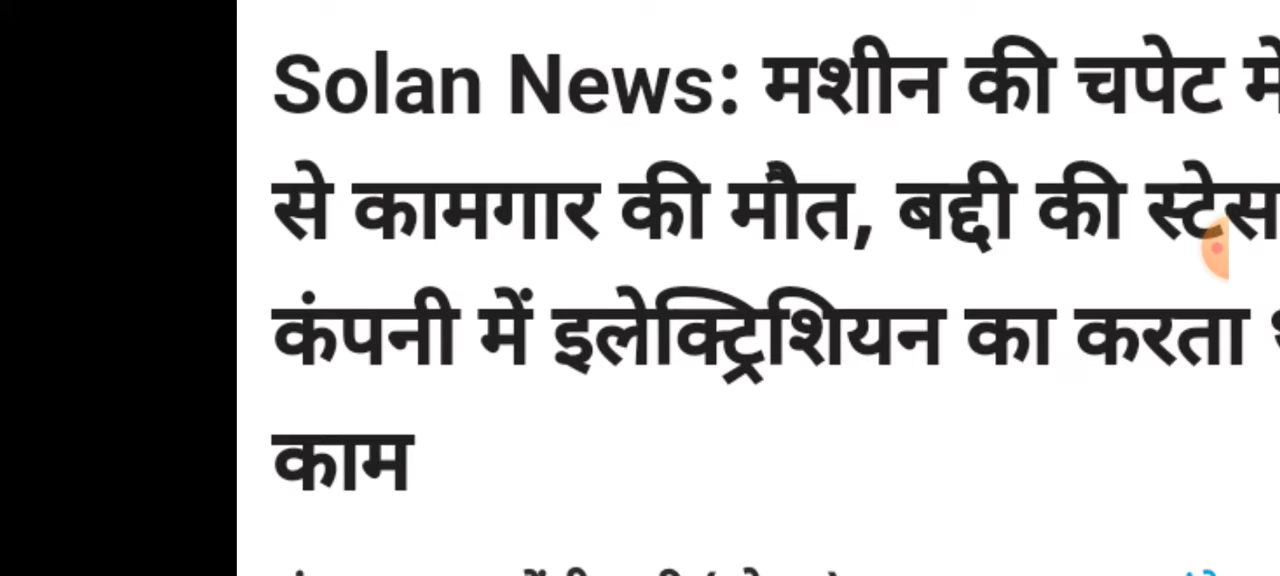 Solan News: मशीन की चपेट में
से कामगार की मौत, बद्दी की स्टेस
कंपनी में इलेक्ट्रिशियन का करता
काम